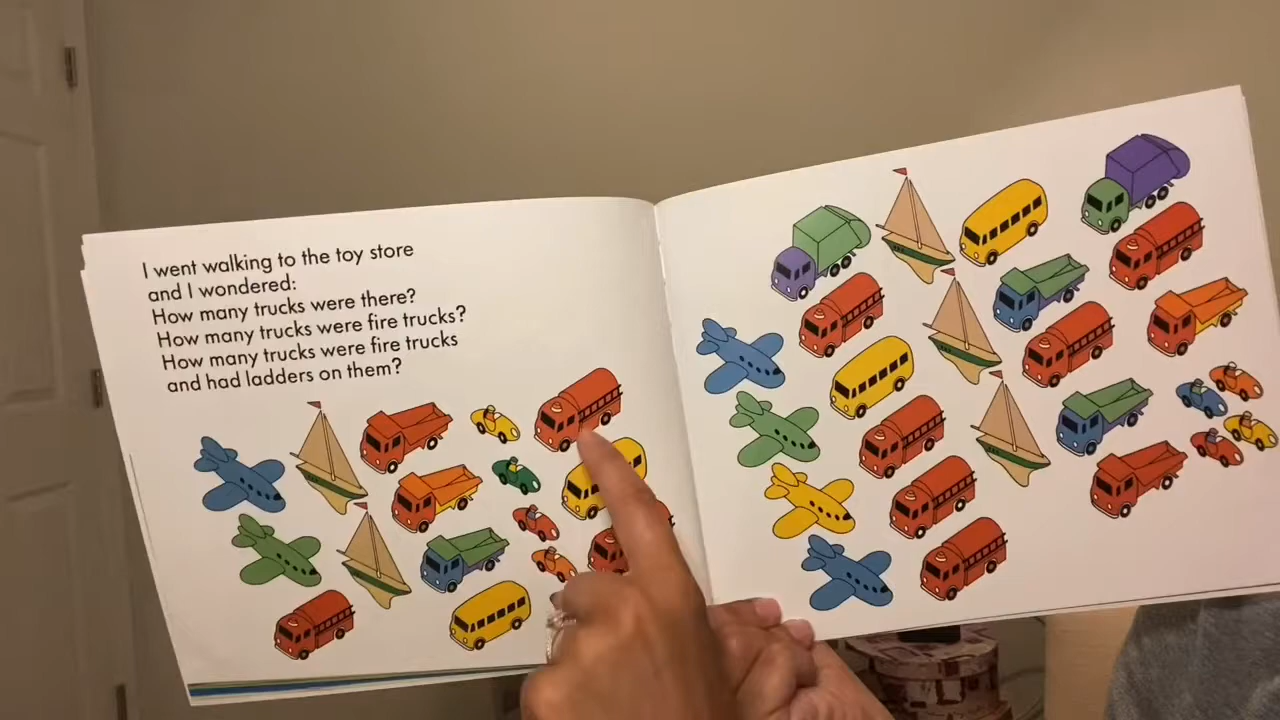 I went walking to the toy store
and I wondered:
How many trucks were there?
How many trucks were fire trucks?
How many trucks were fire trucks
and had ladders on them?